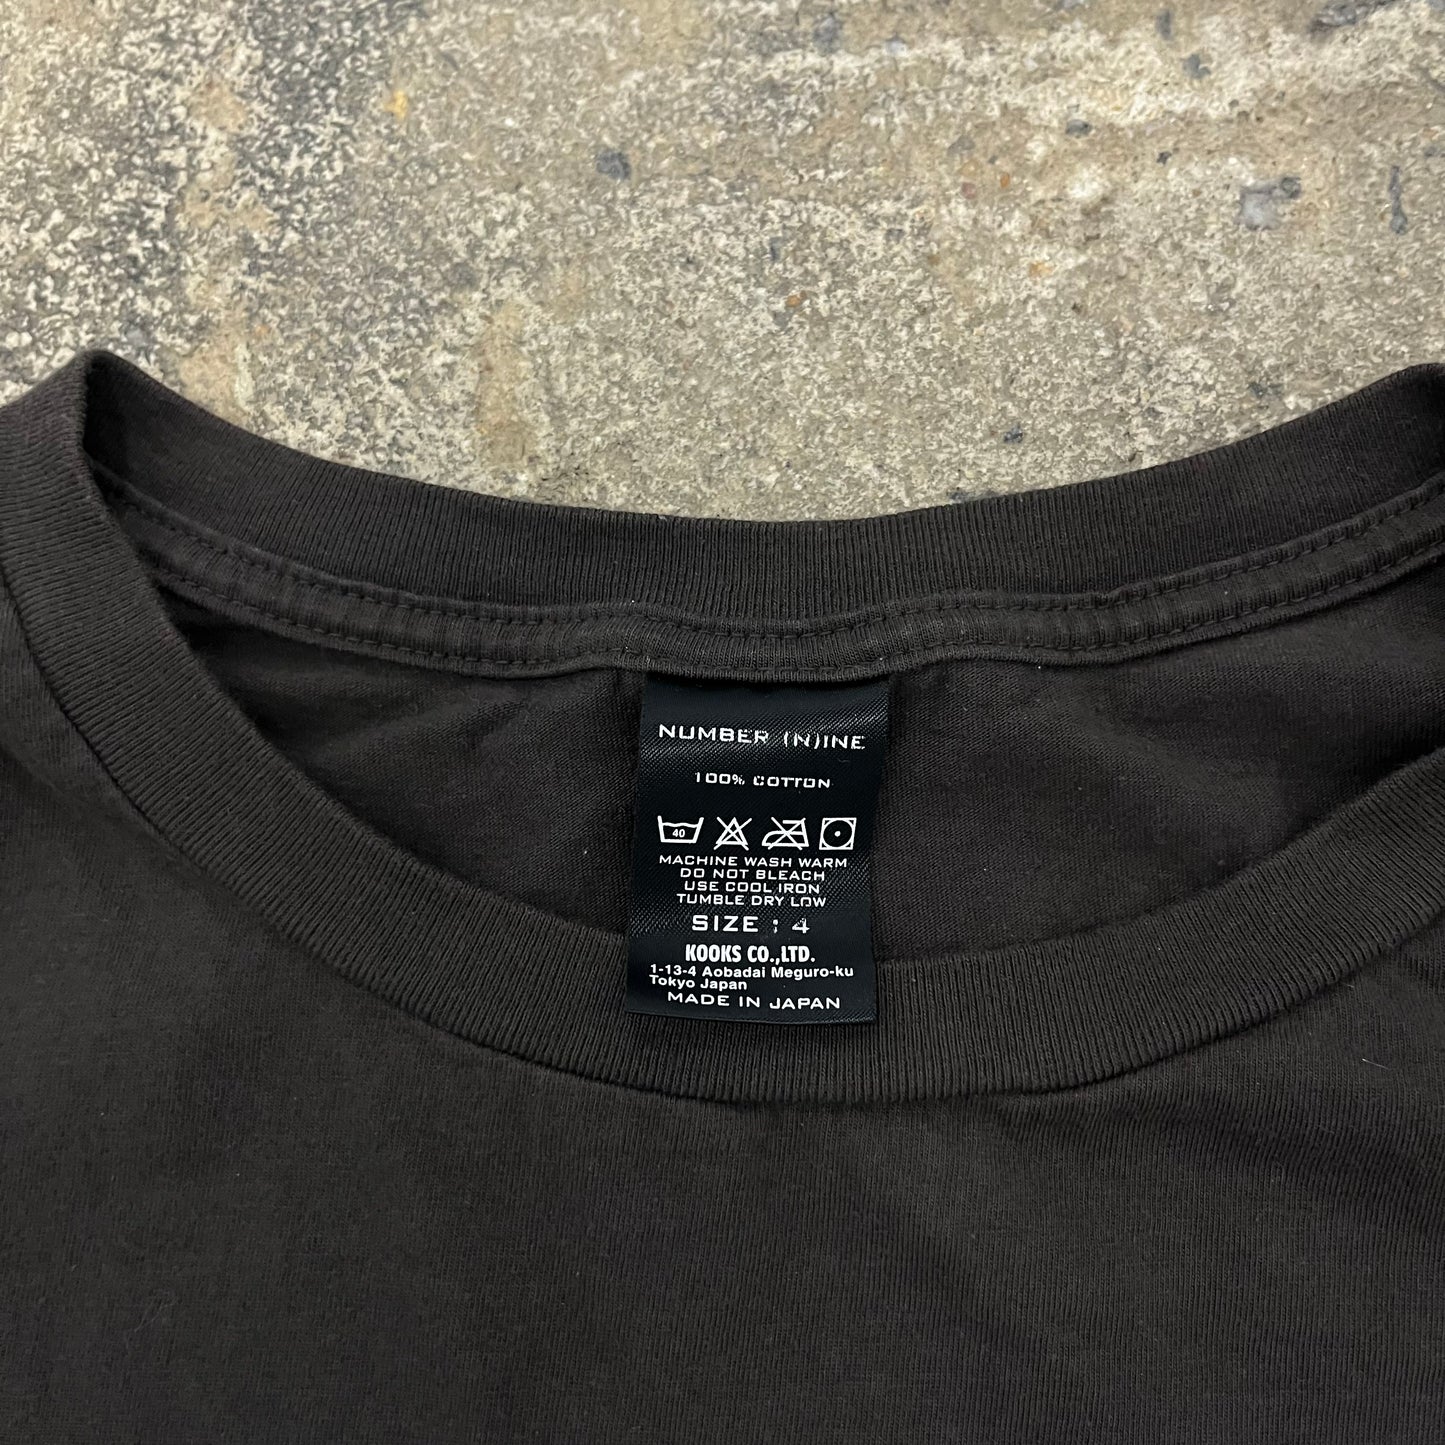 NUMBER (N)INE
100% COTTON
40
MACHINE WASH WARM
DO NOT BLEACH
USE COOL IRON
TUMBLE DRY LOW
SIZE : 4
KOOKS CO.,LTD.
1-13-4 Aobadai Meguro-ku
Tokyo Japan
MADE IN JAPAN